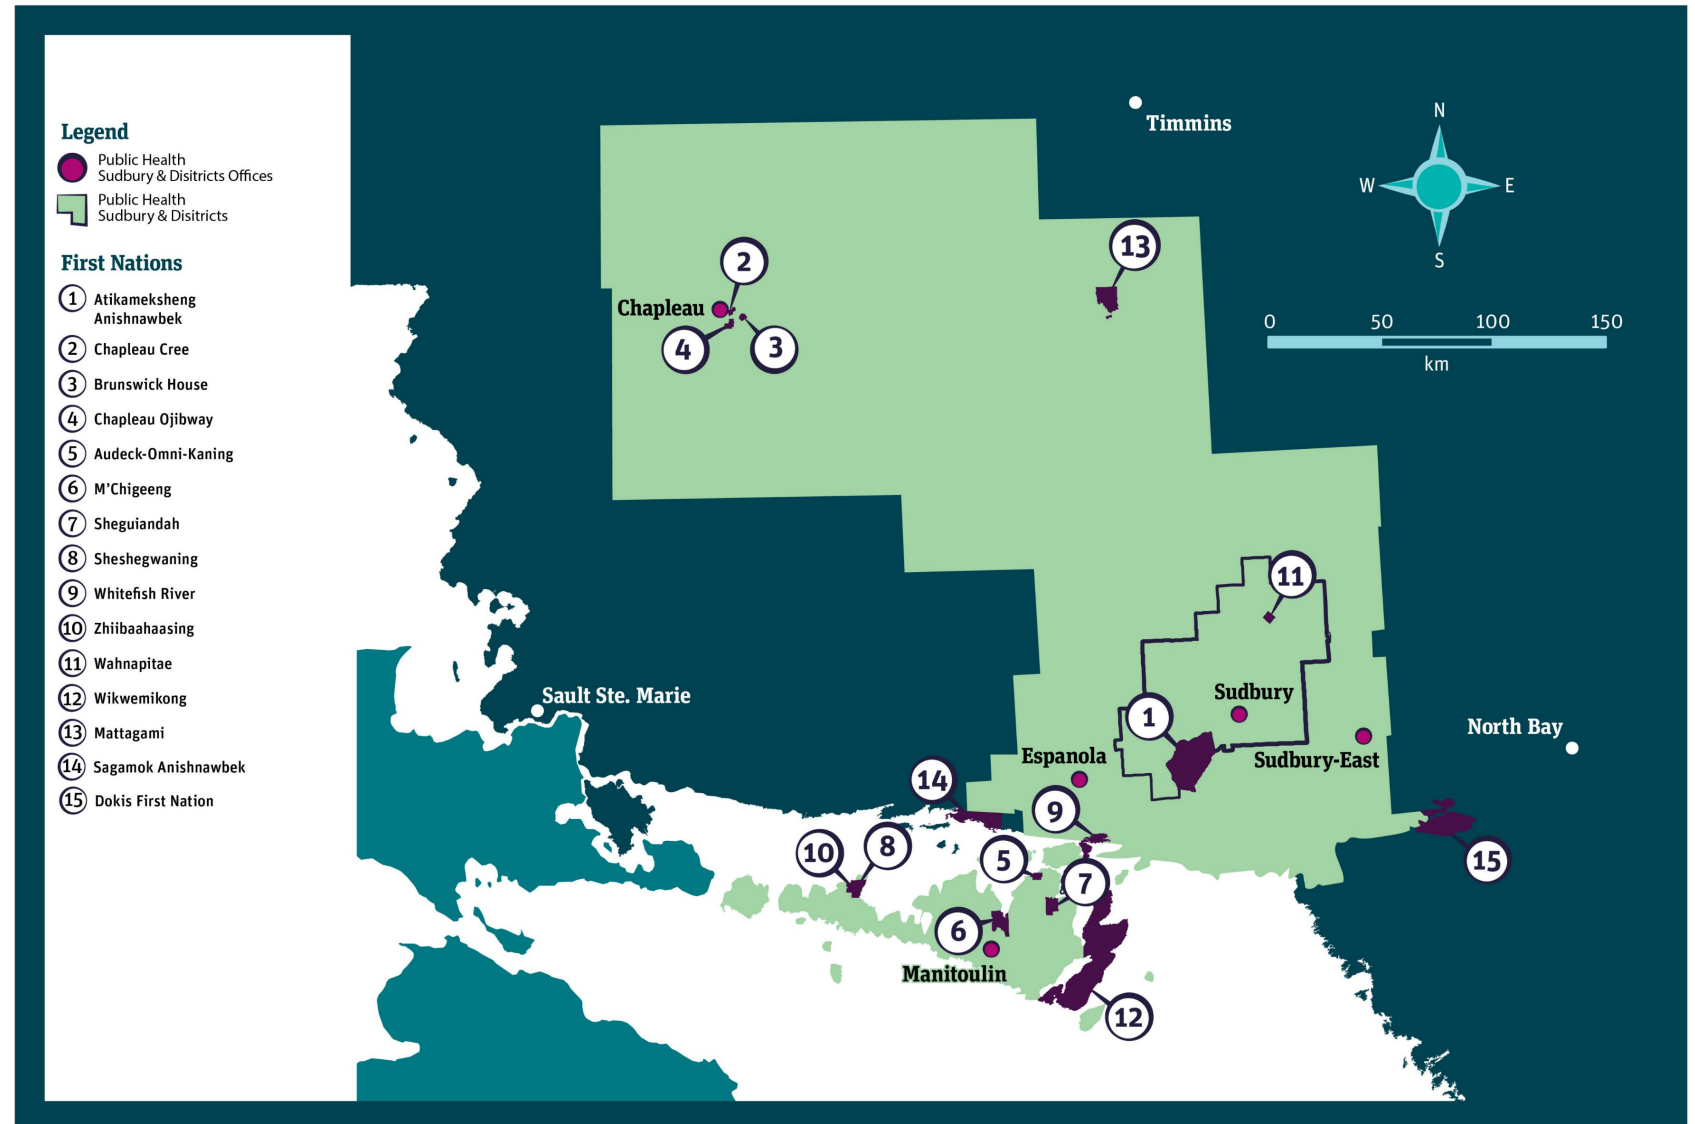 Legend
Public Health
Sudbury & Disitricts Offices
Public Health
Sudbury & Disitricts
First Nations
1 Atikameksheng
Anishnawbek
2 Chapleau Cree
3 Brunswick House
4 Chapleau Ojibway
5 Audeck-Omni-Kaning
6 M'Chigeeng
7 Sheguiandah
8 Sheshegwaning
9 Whitefish River
10 Zhiibaahaasing
11 Wahnapitae
12 Wikwemikong
13 Mattagami
14 Sagamok Anishnawbek
15 Dokis First Nation
Timmins
N
W E
S
0 50 100 150
km
13
2
Chapleau
4
3
11
Sault Ste. Marie
Sudbury
1
North Bay
Espanola
Sudbury-East
14
9
10
8
5
7
15
6
Manitoulin
12